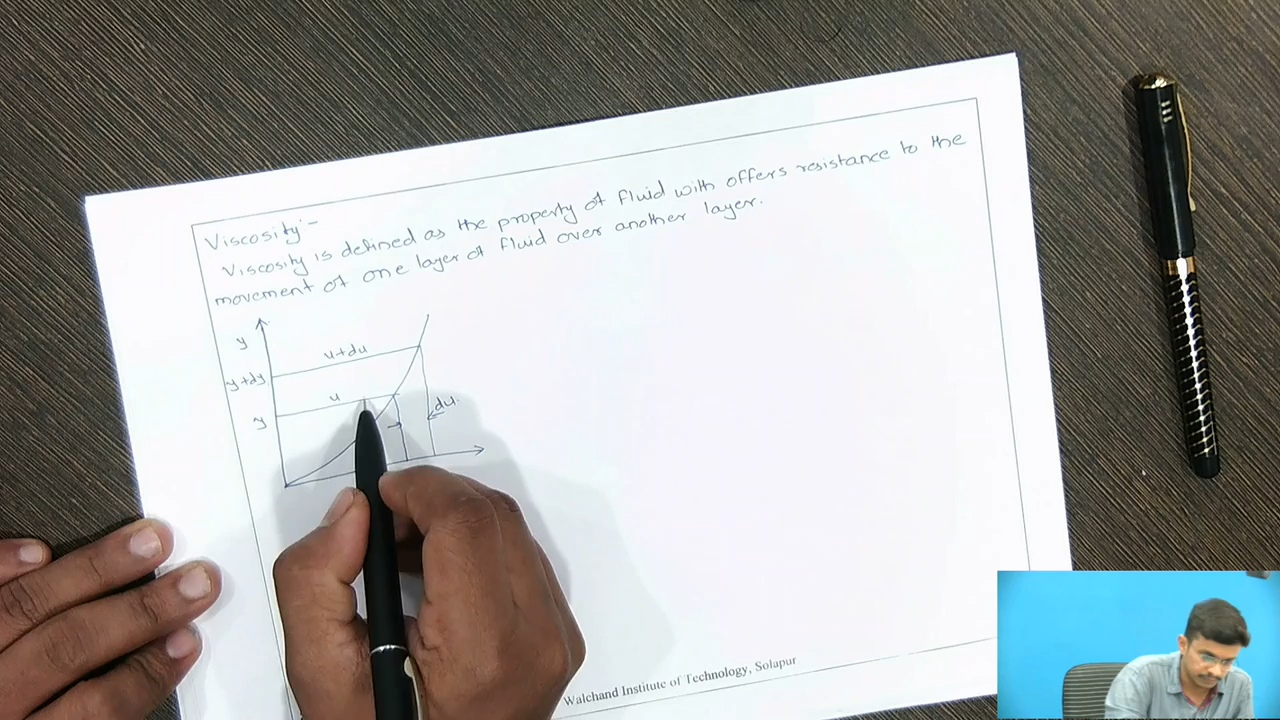 Viscosity:-
Viscosity is defined as the property of fluid with offers resistance to the
movement of one layer of fluid over another layer.
y
u+du
y+dy
u
du
y
Walchand Institute of Technology, Solapur